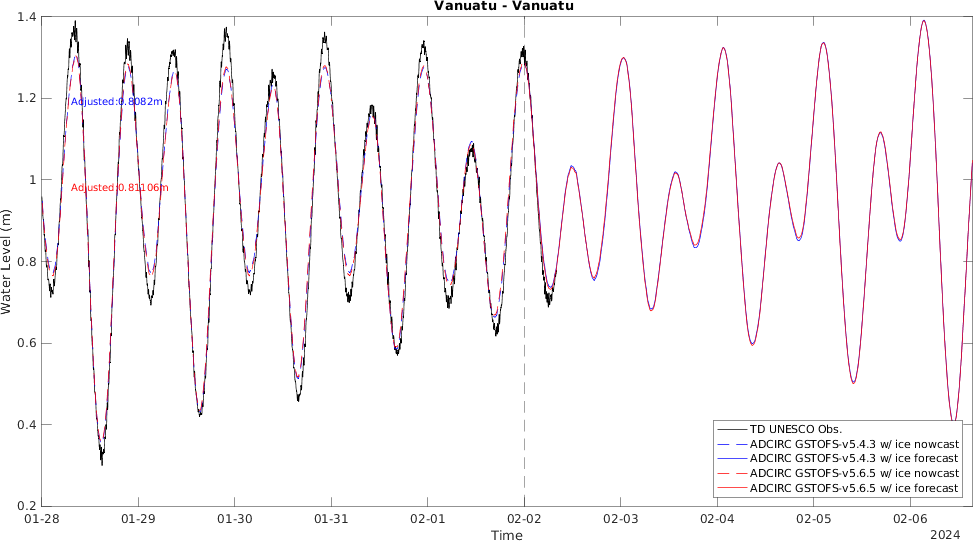 Vanuatu - Vanuatu
1.4
1.2
1
0.8
0.6
0.4
0.2
Water Level (m)
Adjusted:0.8082m
Adjusted:0.81106m
TD UNESCO Obs.
ADCIRC GSTOFS-v5.4.3 w/ ice nowcast
ADCIRC GSTOFS-v5.4.3 w/ ice forecast
ADCIRC GSTOFS-v5.6.5 w/ ice nowcast
ADCIRC GSTOFS-v5.6.5 w/ ice forecast
01-28 01-29 01-30 01-31 02-01 02-02 02-03 02-04 02-05 02-06
Time
2024